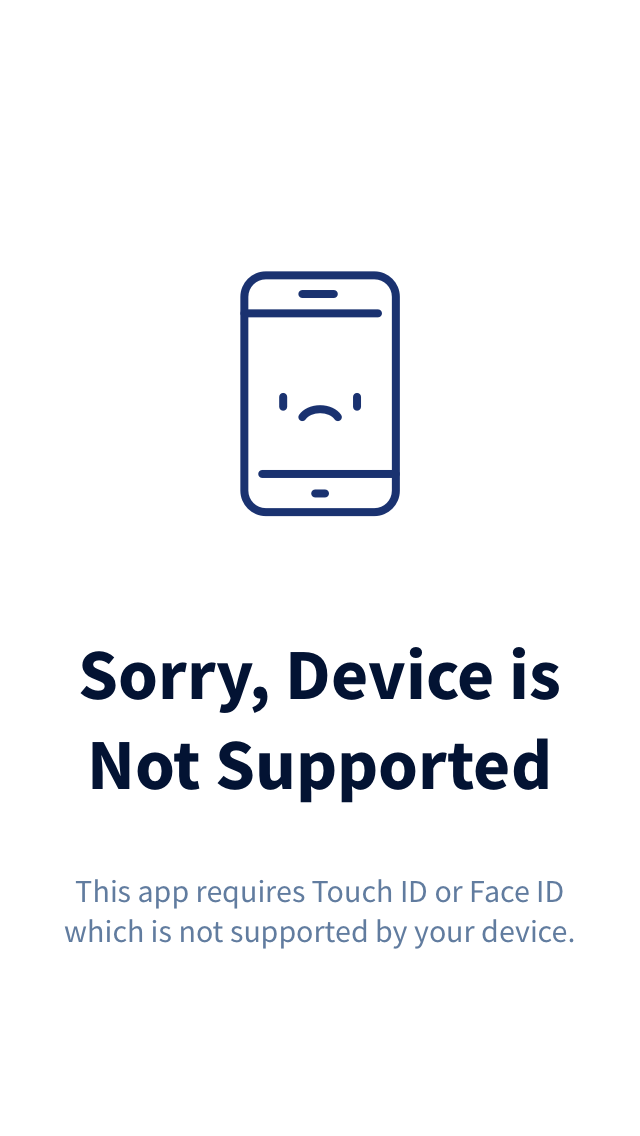 Sorry, Device is
Not Supported
This app requires Touch ID or Face ID
which is not supported by your device.